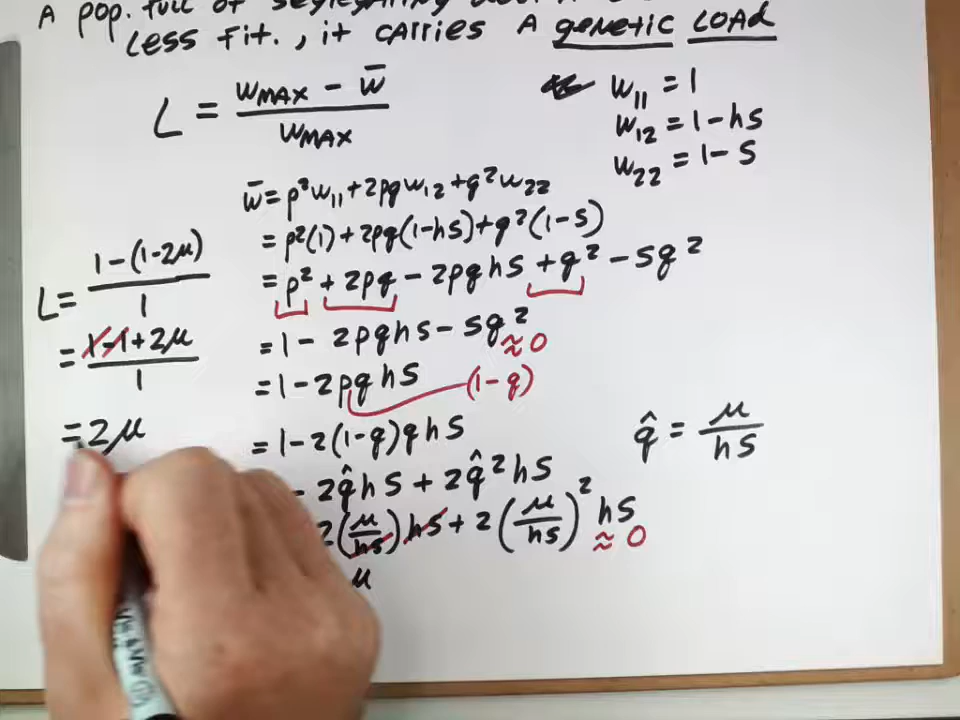 A pop. full of
less fit., it carries A genetic LOAD
L = (wMAX − w̄) / wMAX
w11 = 1
w12 = 1−hs
w22 = 1−s
w̄ = p²w11+2pqw12+q²w22
= p²(1)+2pq(1−hs)+q²(1−s)
= p² + 2pq − 2pqhs + q² − sq²
= 1 − 2pqhs − sq² ≈ 0
= 1 − 2pqhs (1−q)
= 1 − 2(1−q)qhs
− 2q̂hs + 2q̂²hs
2(μ/hs)hs + 2(μ/hs)²hs ≈ 0
μ
L = (1−(1−2μ)) / 1
= (1−1+2μ) / 1
= 2μ
q̂ = μ/hs